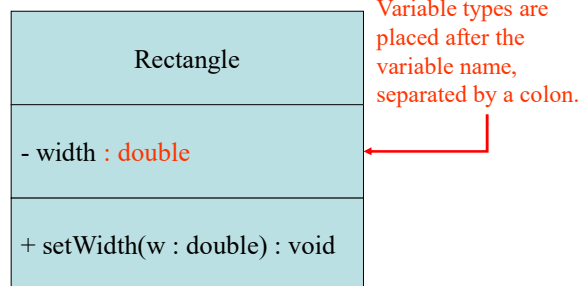 Variable types are
placed after the
variable name,
separated by a colon.
Rectangle
- width : double
+ setWidth(w : double) : void